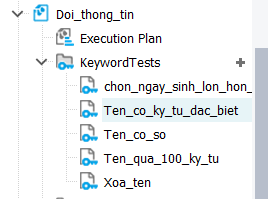 Doi_thong_tin
Execution Plan
KeywordTests
chon_ngay_sinh_lon_hon_
Ten_co_ky_tu_dac_biet
Ten_co_so
Ten_qua_100_ky_tu
Xoa_ten